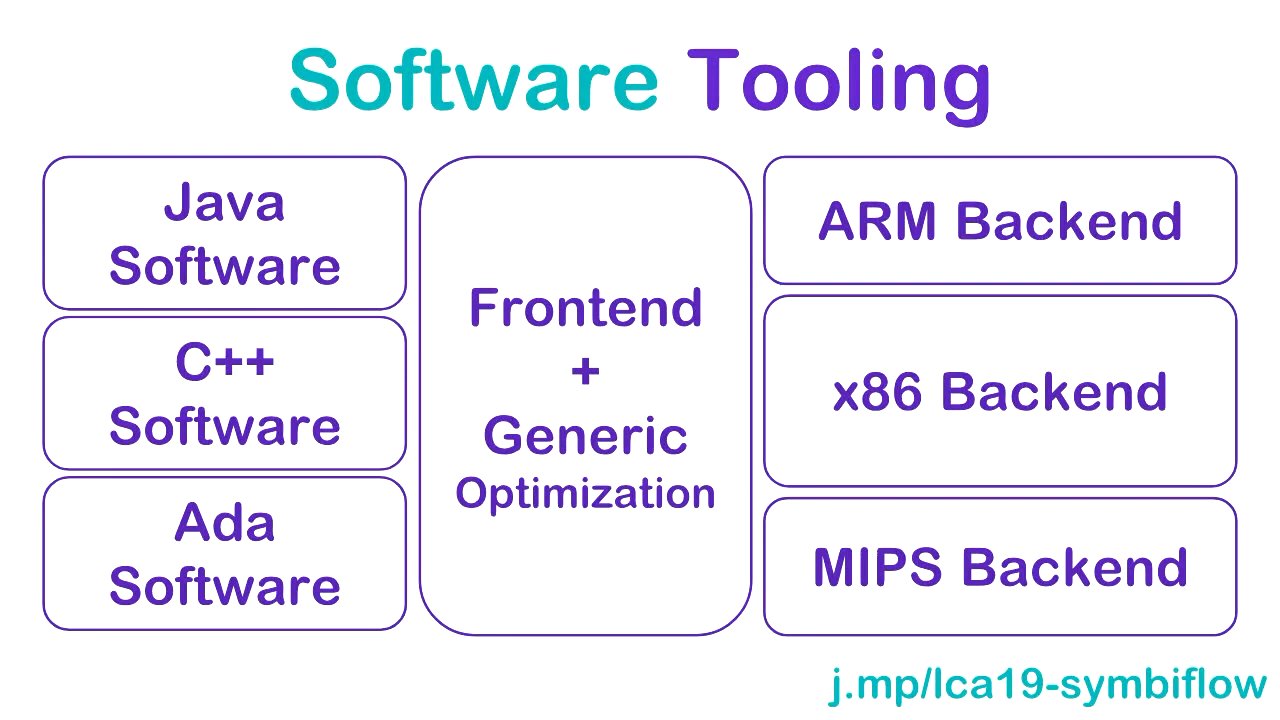 Software Tooling
Java
Software
C++
Software
Ada
Software
Frontend
+
Generic
Optimization
ARM Backend
x86 Backend
MIPS Backend
j.mp/lca19-symbiflow